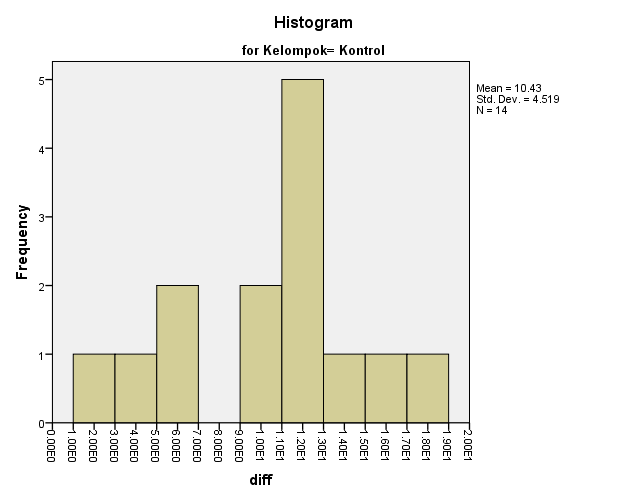 Histogram
for Kelompok= Kontrol
Mean = 10.43
Std. Dev. = 4.519
N = 14
Frequency
5
4
3
2
1
0
0.00E0
1.00E0
2.00E0
3.00E0
4.00E0
5.00E0
6.00E0
7.00E0
8.00E0
9.00E0
1.00E1
1.10E1
1.20E1
1.30E1
1.40E1
1.50E1
1.60E1
1.70E1
1.80E1
1.90E1
2.00E1
diff